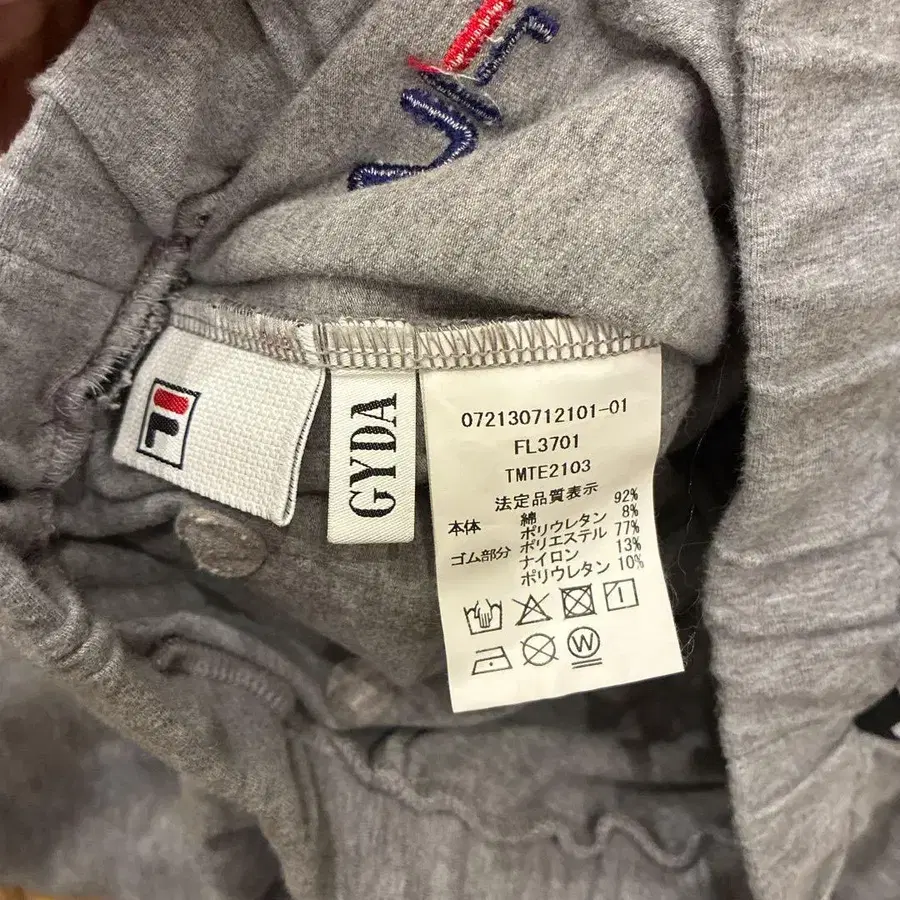 GYDA
072130712101-01
FL3701
TMTE2103
法定品質表示
本体 綿 92%
ポリウレタン 8%
ゴム部分 ポリエステル 77%
ナイロン 13%
ポリウレタン 10%
W